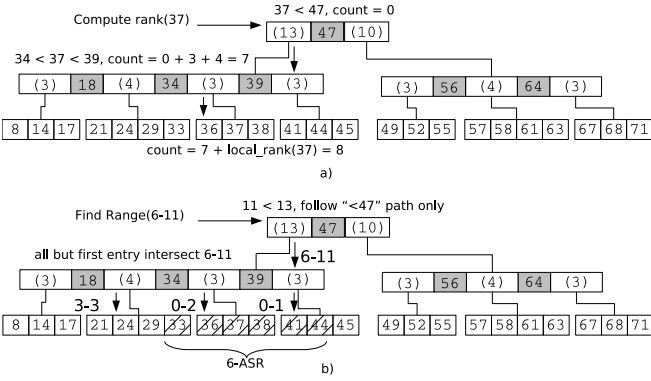 37 < 47, count = 0
Compute rank(37)
(13) 47 (10)
34 < 37 < 39, count = 0 + 3 + 4 = 7
(3) 18 (4) 34 (3) 39 (3)
(3) 56 (4) 64 (3)
8 14 17 21 24 29 33 36 37 38 41 44 45 49 52 55 57 58 61 63 67 68 71
count = 7 + local_rank(37) = 8
a)
11 < 13, follow “<47” path only
Find Range(6-11)
(13) 47 (10)
all but first entry intersect 6-11
6-11
(3) 18 (4) 34 (3) 39 (3)
(3) 56 (4) 64 (3)
3-3 0-2 0-1
8 14 17 21 24 29 33 36 37 38 41 44 45 49 52 55 57 58 61 63 67 68 71
6-ASR
b)